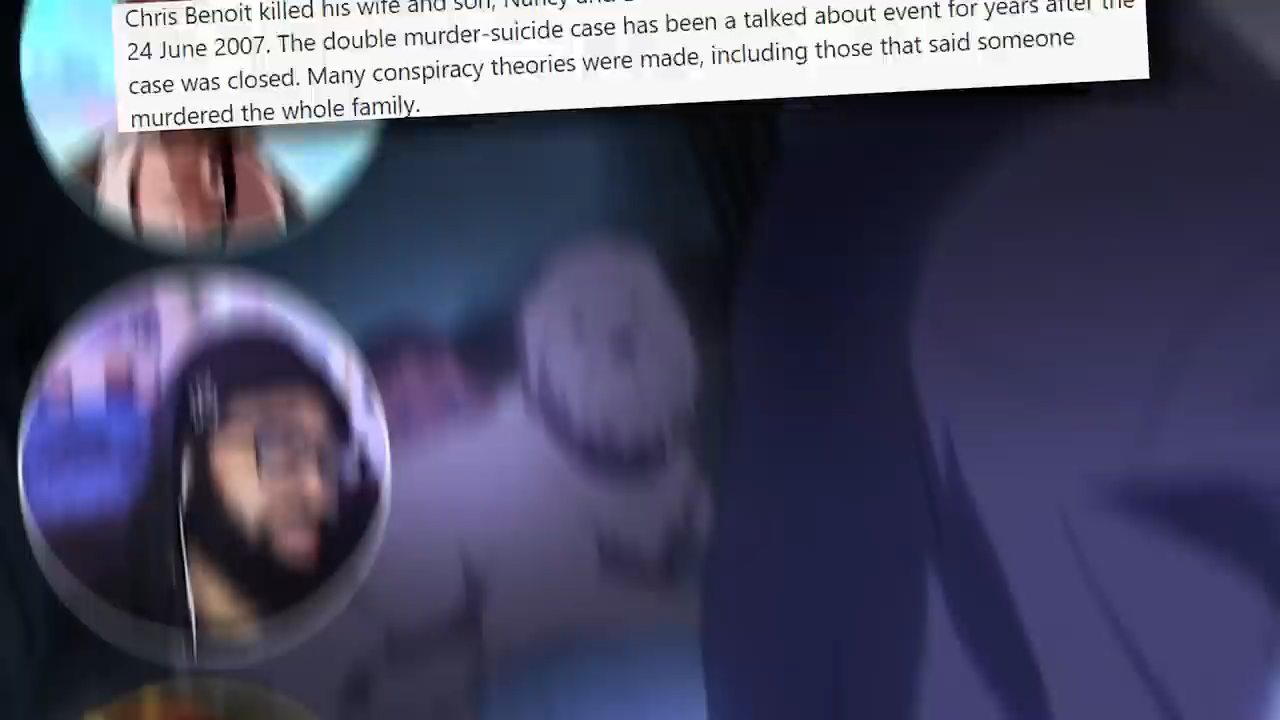 Chris Benoit killed his wife and son, Nancy and
24 June 2007. The double murder-suicide case has been a talked about event for years after the
case was closed. Many conspiracy theories were made, including those that said someone
murdered the whole family.